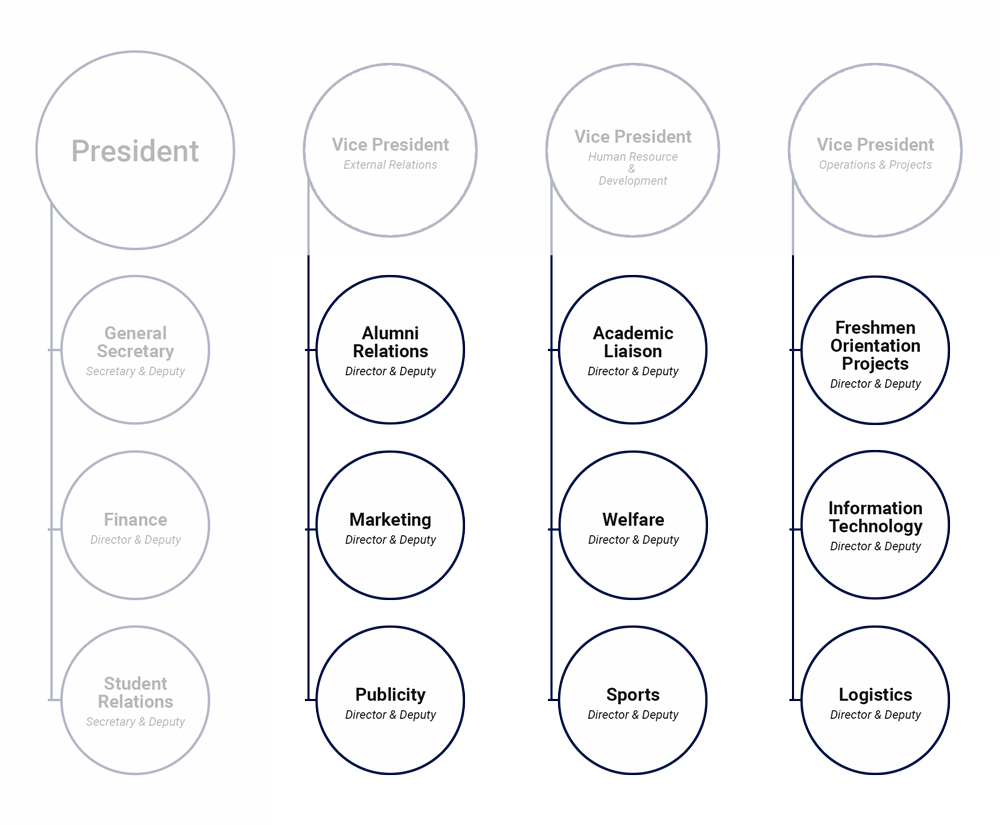 President
Vice President
External Relations
Vice President
Human Resource
&
Development
Vice President
Operations & Projects
General
Secretary
Secretary & Deputy
Alumni
Relations
Director & Deputy
Academic
Liaison
Director & Deputy
Freshmen
Orientation
Projects
Director & Deputy
Finance
Director & Deputy
Marketing
Director & Deputy
Welfare
Director & Deputy
Information
Technology
Director & Deputy
Student
Relations
Secretary & Deputy
Publicity
Director & Deputy
Sports
Director & Deputy
Logistics
Director & Deputy